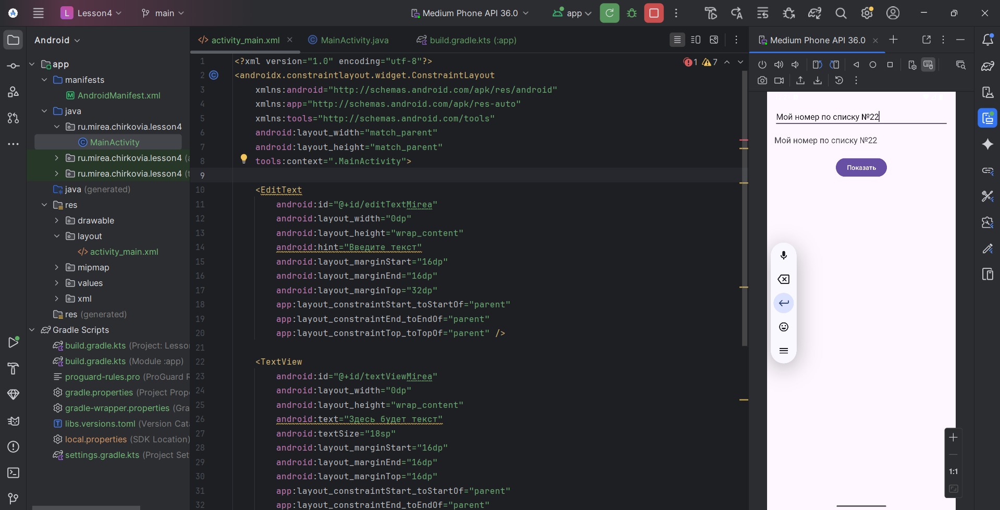 L Lesson4
main
Medium Phone API 36.0
app
Android
app
manifests
AndroidManifest.xml
java
ru.mirea.chirkovia.lesson4
MainActivity
ru.mirea.chirkovia.lesson4
ru.mirea.chirkovia.lesson4
java (generated)
res
drawable
layout
activity_main.xml
mipmap
values
xml
res (generated)
Gradle Scripts
build.gradle.kts (Project: Lesso
build.gradle.kts (Module :app)
proguard-rules.pro (ProGuard R
gradle.properties (Project Prop
gradle-wrapper.properties (Gra
libs.versions.toml (Version Cat
local.properties (SDK Location)
settings.gradle.kts (Project Set
activity_main.xml
MainActivity.java
build.gradle.kts (:app)
1 7
1 <?xml version="1.0" encoding="utf-8"?>
2 <androidx.constraintlayout.widget.ConstraintLayout
3 xmlns:android="http://schemas.android.com/apk/res/android"
4 xmlns:app="http://schemas.android.com/apk/res-auto"
5 xmlns:tools="http://schemas.android.com/tools"
6 android:layout_width="match_parent"
7 android:layout_height="match_parent"
8 tools:context=".MainActivity">
9
10 <EditText
11 android:id="@+id/editTextMirea"
12 android:layout_width="0dp"
13 android:layout_height="wrap_content"
14 android:hint="Введите текст"
15 android:layout_marginStart="16dp"
16 android:layout_marginEnd="16dp"
17 android:layout_marginTop="32dp"
18 app:layout_constraintStart_toStartOf="parent"
19 app:layout_constraintEnd_toEndOf="parent"
20 app:layout_constraintTop_toTopOf="parent" />
21
22 <TextView
23 android:id="@+id/textViewMirea"
24 android:layout_width="0dp"
25 android:layout_height="wrap_content"
26 android:text="Здесь будет текст"
27 android:textSize="18sp"
28 android:layout_marginStart="16dp"
29 android:layout_marginEnd="16dp"
30 android:layout_marginTop="16dp"
31 app:layout_constraintStart_toStartOf="parent"
32 app:layout_constraintEnd_toEndOf="parent"
Medium Phone API 36.0
Мой номер по списку №22
Мой номер по списку №22
Показать
1:1